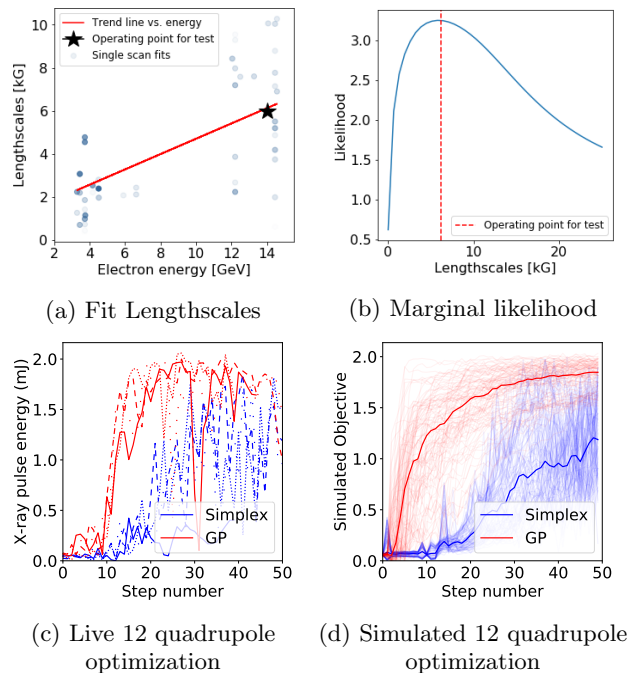 10
8
6
4
2
0
Lengthscales [kG]
Trend line vs. energy
Operating point for test
Single scan fits
2 4 6 8 10 12 14
Electron energy [GeV]
(a) Fit Lengthscales
3.0
2.5
2.0
1.5
1.0
0.5
Likelihood
Operating point for test
0 10 20
Lengthscales [kG]
(b) Marginal likelihood
2.0
1.5
1.0
0.5
0.0
X-ray pulse energy (mJ)
Simplex
GP
0 10 20 30 40 50
Step number
(c) Live 12 quadrupole
optimization
2.0
1.5
1.0
0.5
0.0
Simulated Objective
Simplex
GP
0 10 20 30 40 50
Step number
(d) Simulated 12 quadrupole
optimization